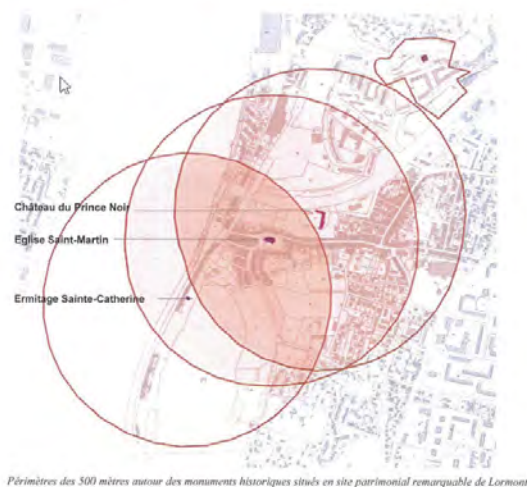 Château du Prince Noir
Eglise Saint-Martin
Ermitage Sainte-Catherine
Périmètres des 500 mètres autour des monuments historiques situés en site patrimonial remarquable de Lormont